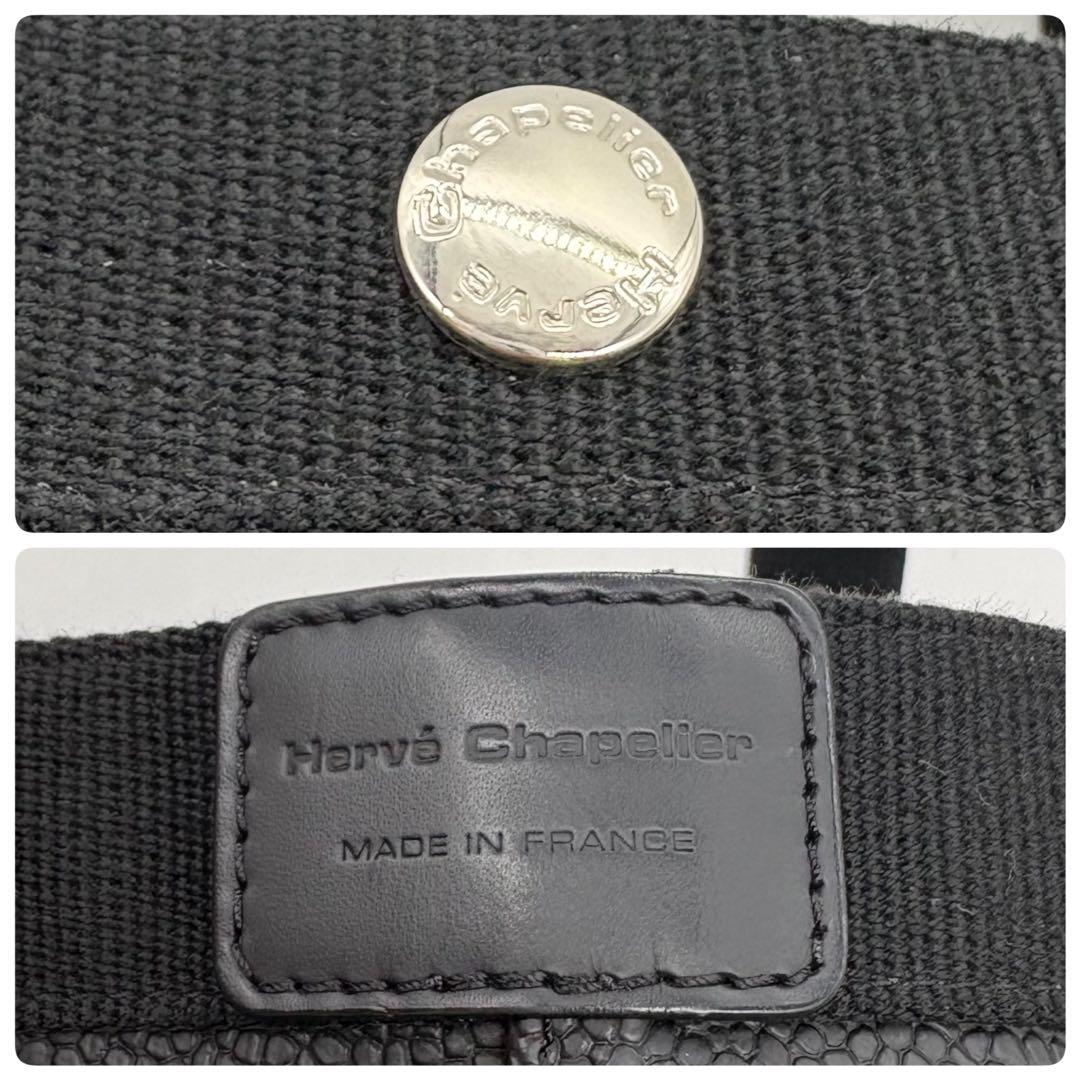 Chapelier
Hervé
Hervé Chapelier
MADE IN FRANCE